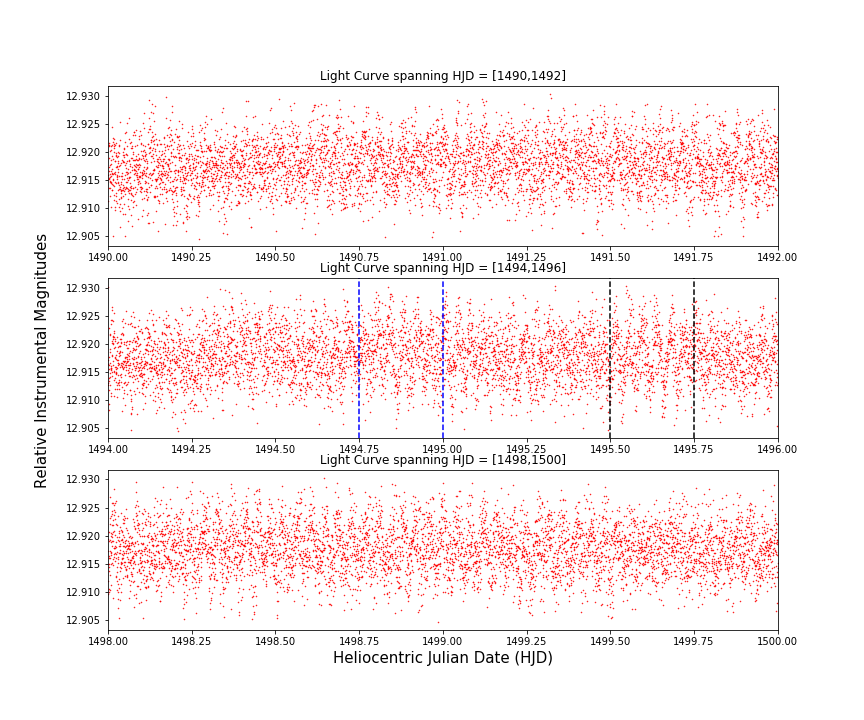 Light Curve spanning HJD = [1490,1492]
12.930
12.925
12.920
12.915
12.910
12.905
1490.00 1490.25 1490.50 1490.75 1491.00 1491.25 1491.50 1491.75 1492.00
Light Curve spanning HJD = [1494,1496]
12.930
12.925
12.920
12.915
12.910
12.905
1494.00 1494.25 1494.50 1494.75 1495.00 1495.25 1495.50 1495.75 1496.00
Light Curve spanning HJD = [1498,1500]
12.930
12.925
12.920
12.915
12.910
12.905
1498.00 1498.25 1498.50 1498.75 1499.00 1499.25 1499.50 1499.75 1500.00
Heliocentric Julian Date (HJD)
Relative Instrumental Magnitudes